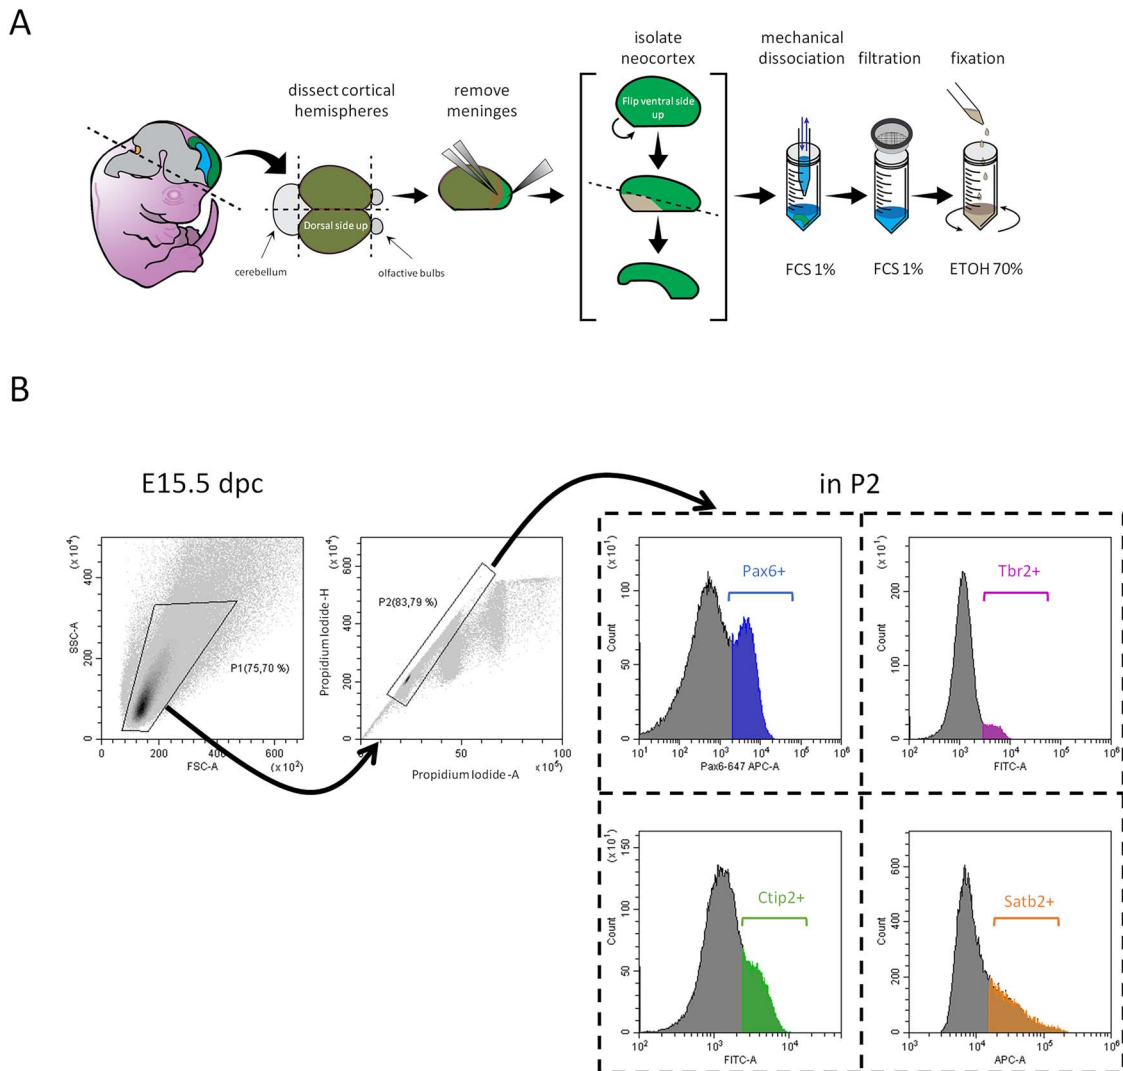 A
dissect cortical
hemispheres
remove
meninges
isolate
neocortex
mechanical
dissociation
filtration
fixation
Flip ventral side
up
Dorsal side up
cerebellum
olfactive bulbs
FCS 1%
FCS 1%
ETOH 70%
B
E15.5 dpc
in P2
(x 10⁴)
SSC-A
400
200
0
P1(75,70 %)
0
200
400
600
FSC-A
(x 10²)
(x 10⁴)
Propidium Iodide -H
600
400
200
0
P2(83,79 %)
50
100
Propidium Iodide -A
(x 10⁵)
(x 10¹)
Count
100
50
0
Pax6+
10¹
10²
10³
10⁴
10⁵
10⁶
Pax6-647 APC-A
(x 10¹)
Count
200
100
0
Tbr2+
10²
10³
10⁴
10⁵
10⁶
FITC-A
(x 10¹)
Count
150
100
50
0
Ctip2+
10²
10³
10⁴
FITC-A
Count
600
400
200
0
Satb2+
10³
10⁴
10⁵
10⁶
APC-A